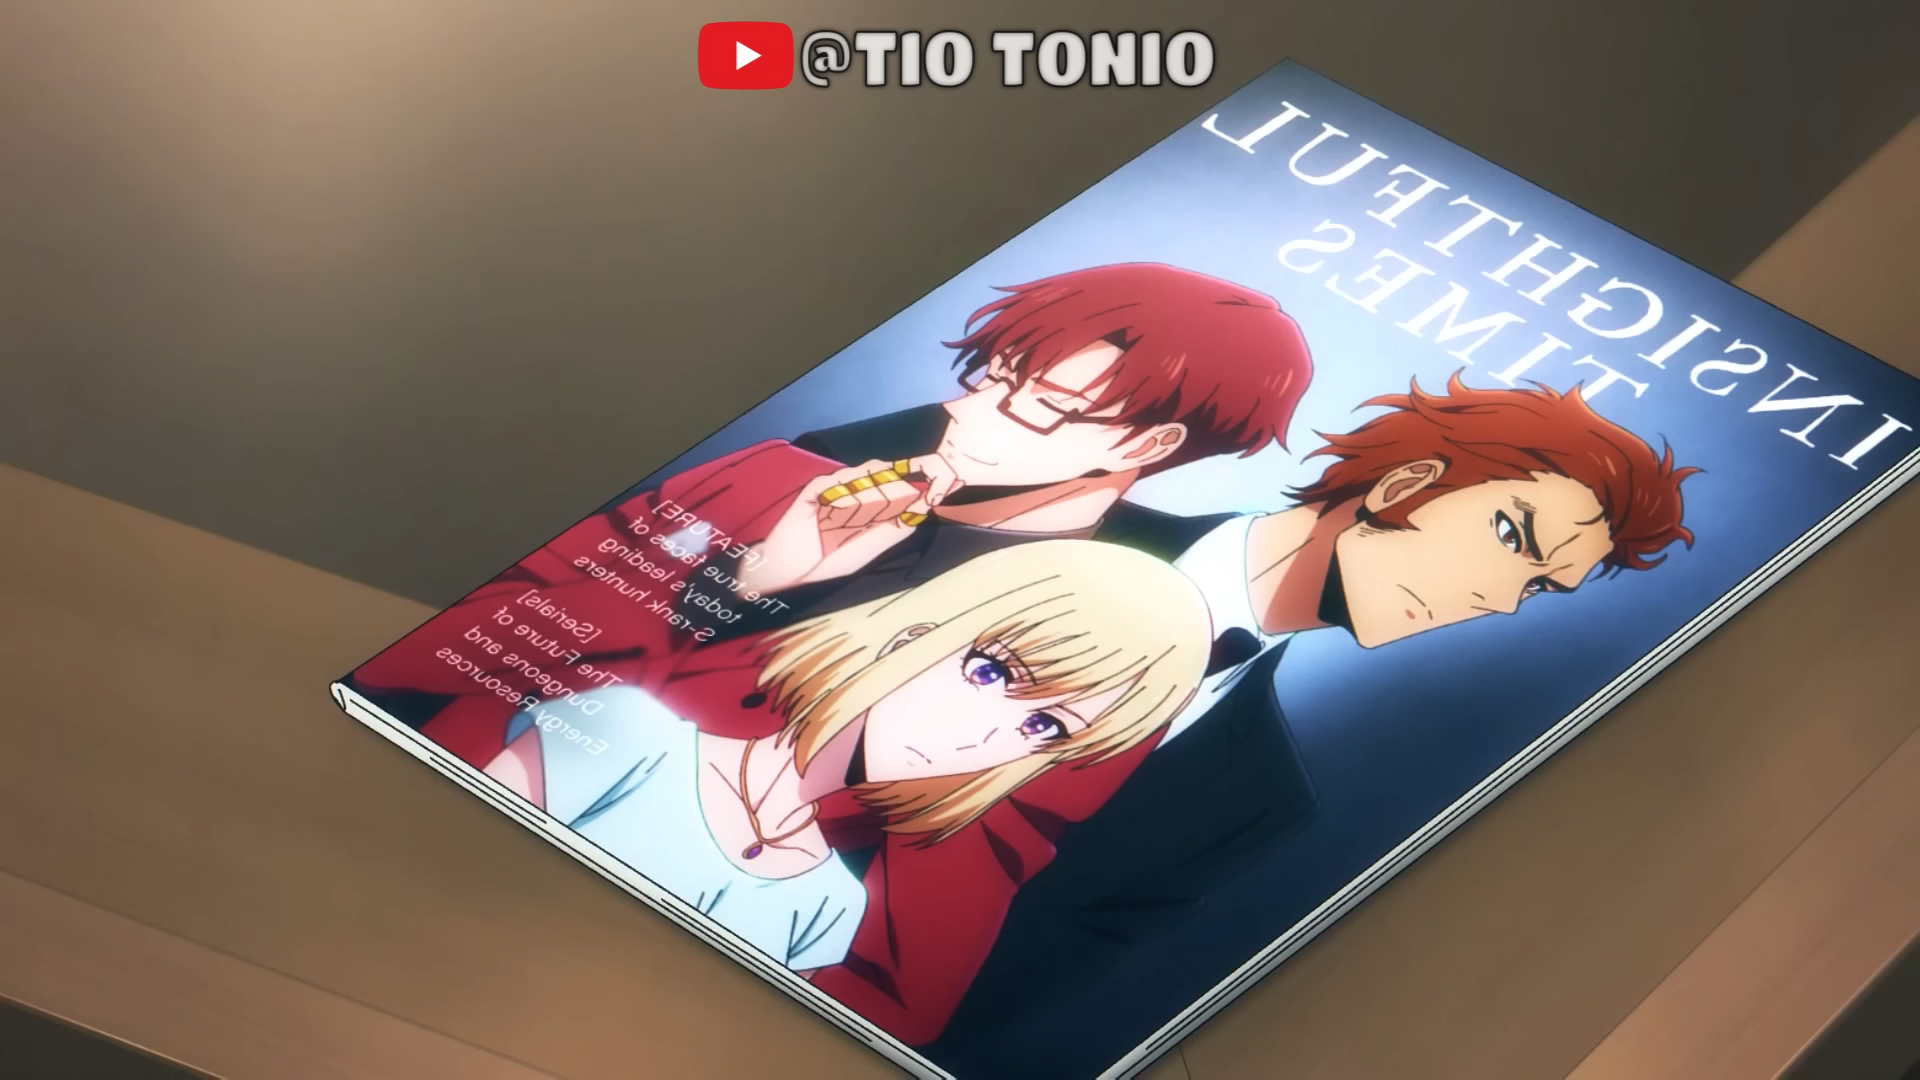 @TIO TONIO
INSIGHTFUL
TIMES
[FEATURE]
The true faces of
today's leading
S-rank hunters
[Serials]
The Future of
Dungeons and
Energy Resources